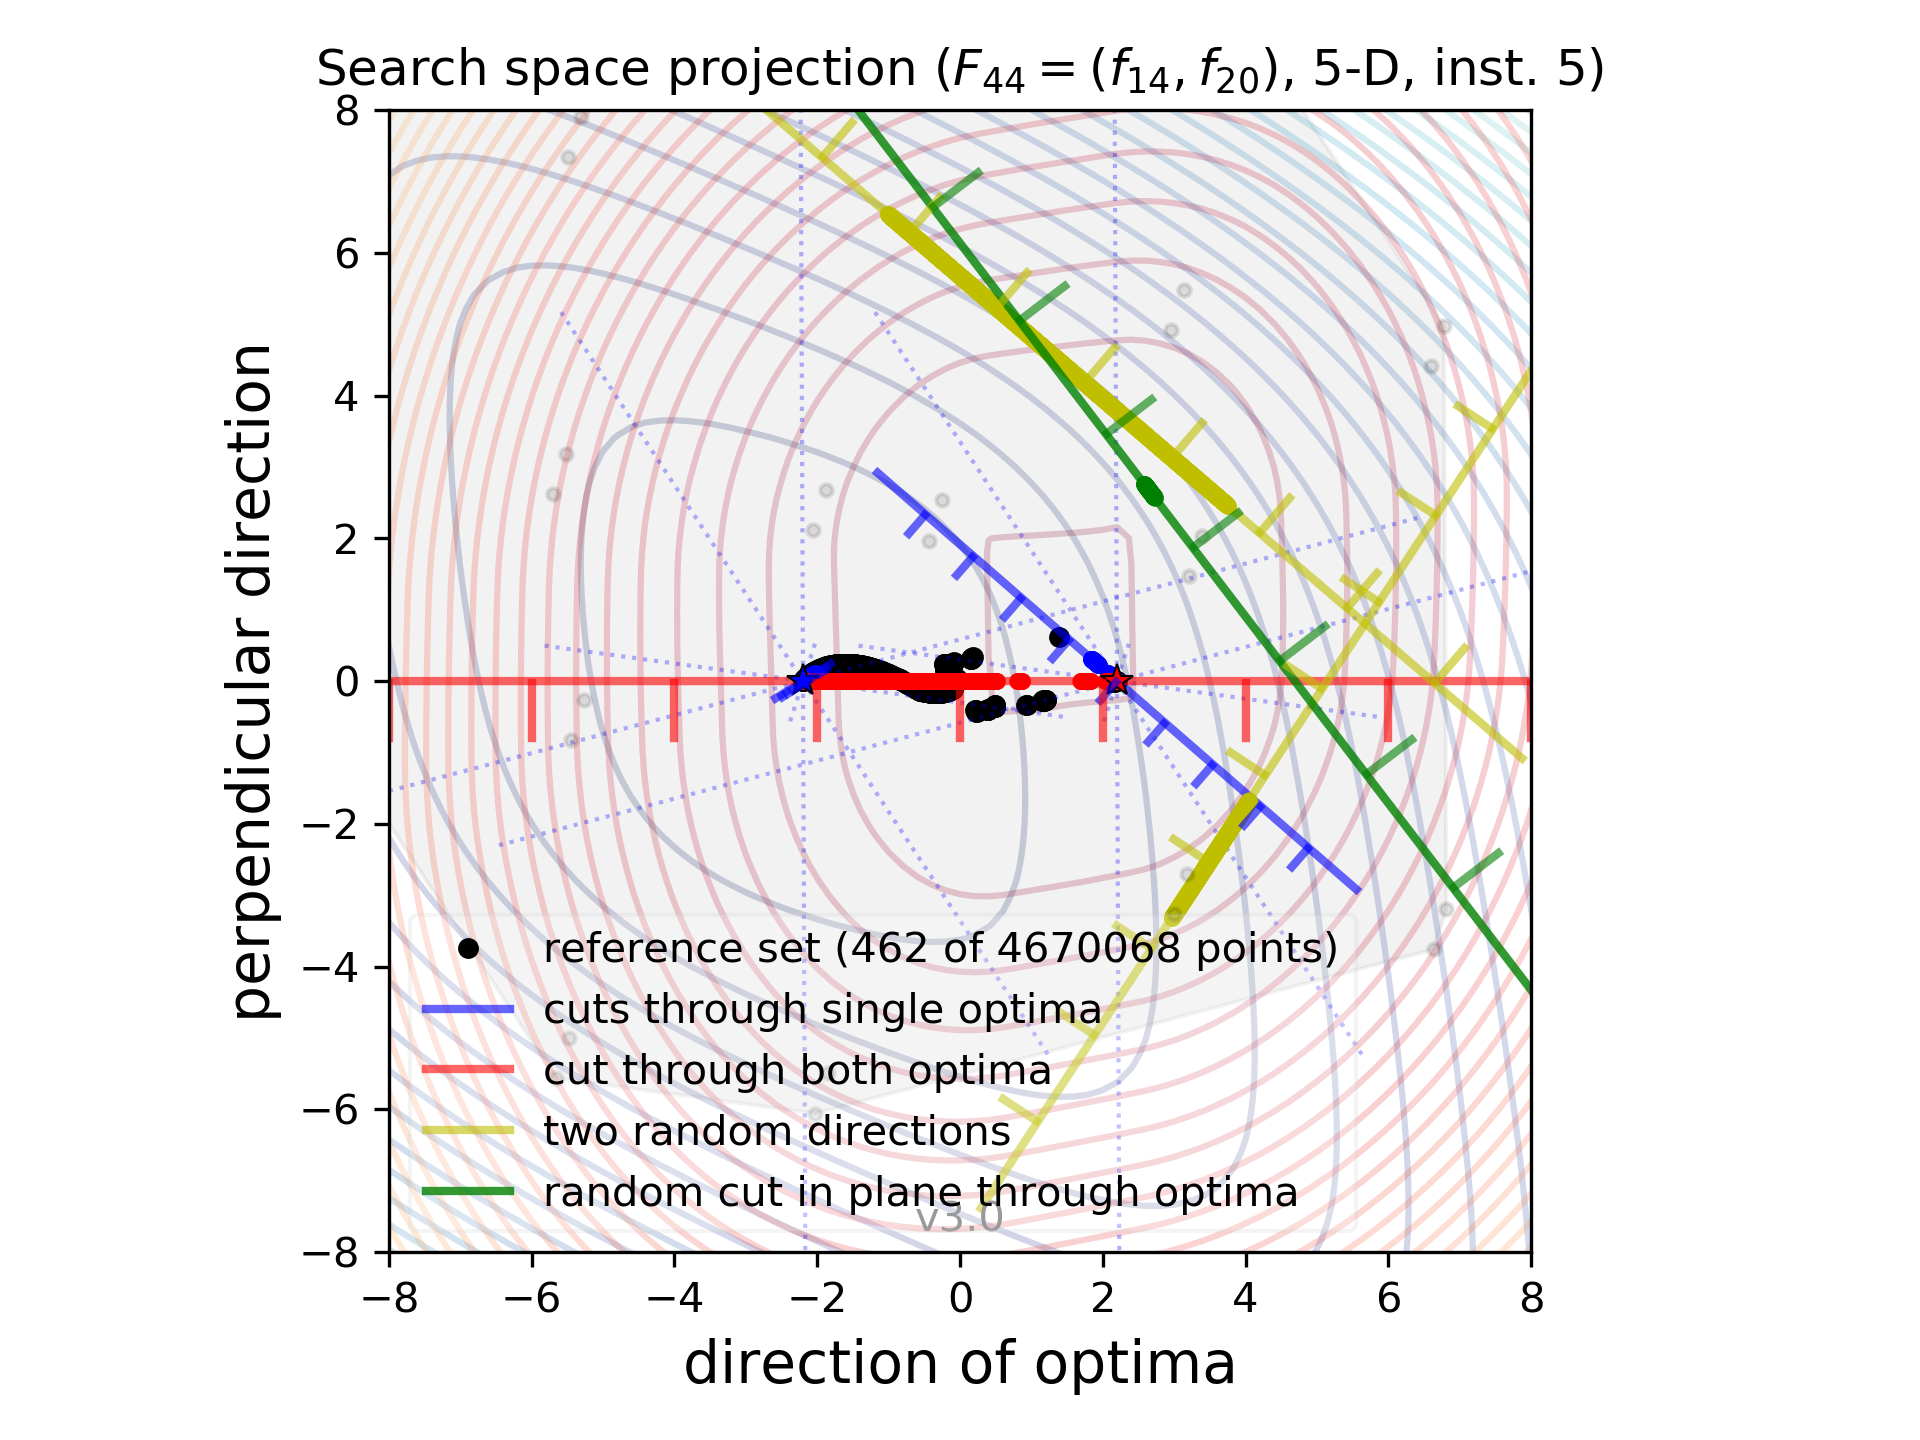 Search space projection (F44 = (f14, f20), 5-D, inst. 5)
8
6
4
2
0
−2
−4
−6
−8
perpendicular direction
reference set (462 of 4670068 points)
cuts through single optima
cut through both optima
two random directions
random cut in plane through optima
v3.0
−8 −6 −4 −2 0 2 4 6 8
direction of optima